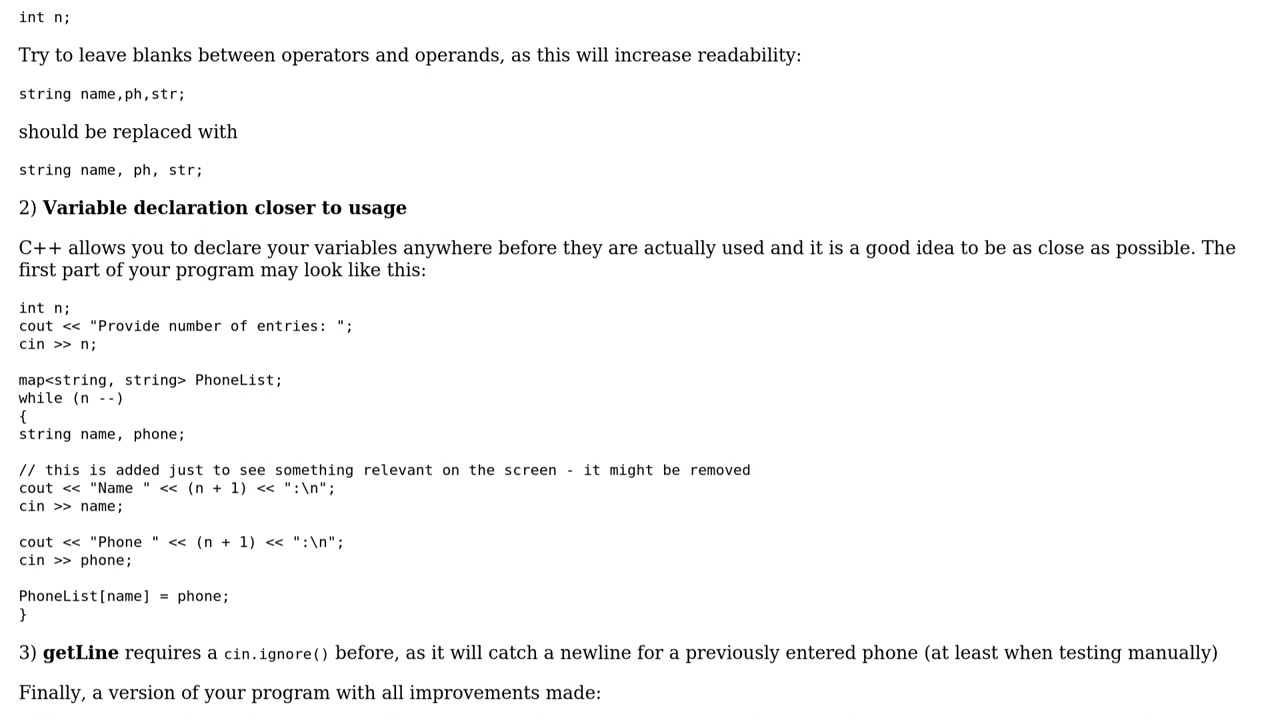 int n;
Try to leave blanks between operators and operands, as this will increase readability:
string name,ph,str;
should be replaced with
string name, ph, str;
2) Variable declaration closer to usage
C++ allows you to declare your variables anywhere before they are actually used and it is a good idea to be as close as possible. The
first part of your program may look like this:
int n;
cout << "Provide number of entries: ";
cin >> n;
map<string, string> PhoneList;
while (n --)
{
string name, phone;
// this is added just to see something relevant on the screen - it might be removed
cout << "Name " << (n + 1) << ":\n";
cin >> name;
cout << "Phone " << (n + 1) << ":\n";
cin >> phone;
PhoneList[name] = phone;
}
3) getLine requires a cin.ignore() before, as it will catch a newline for a previously entered phone (at least when testing manually)
Finally, a version of your program with all improvements made: